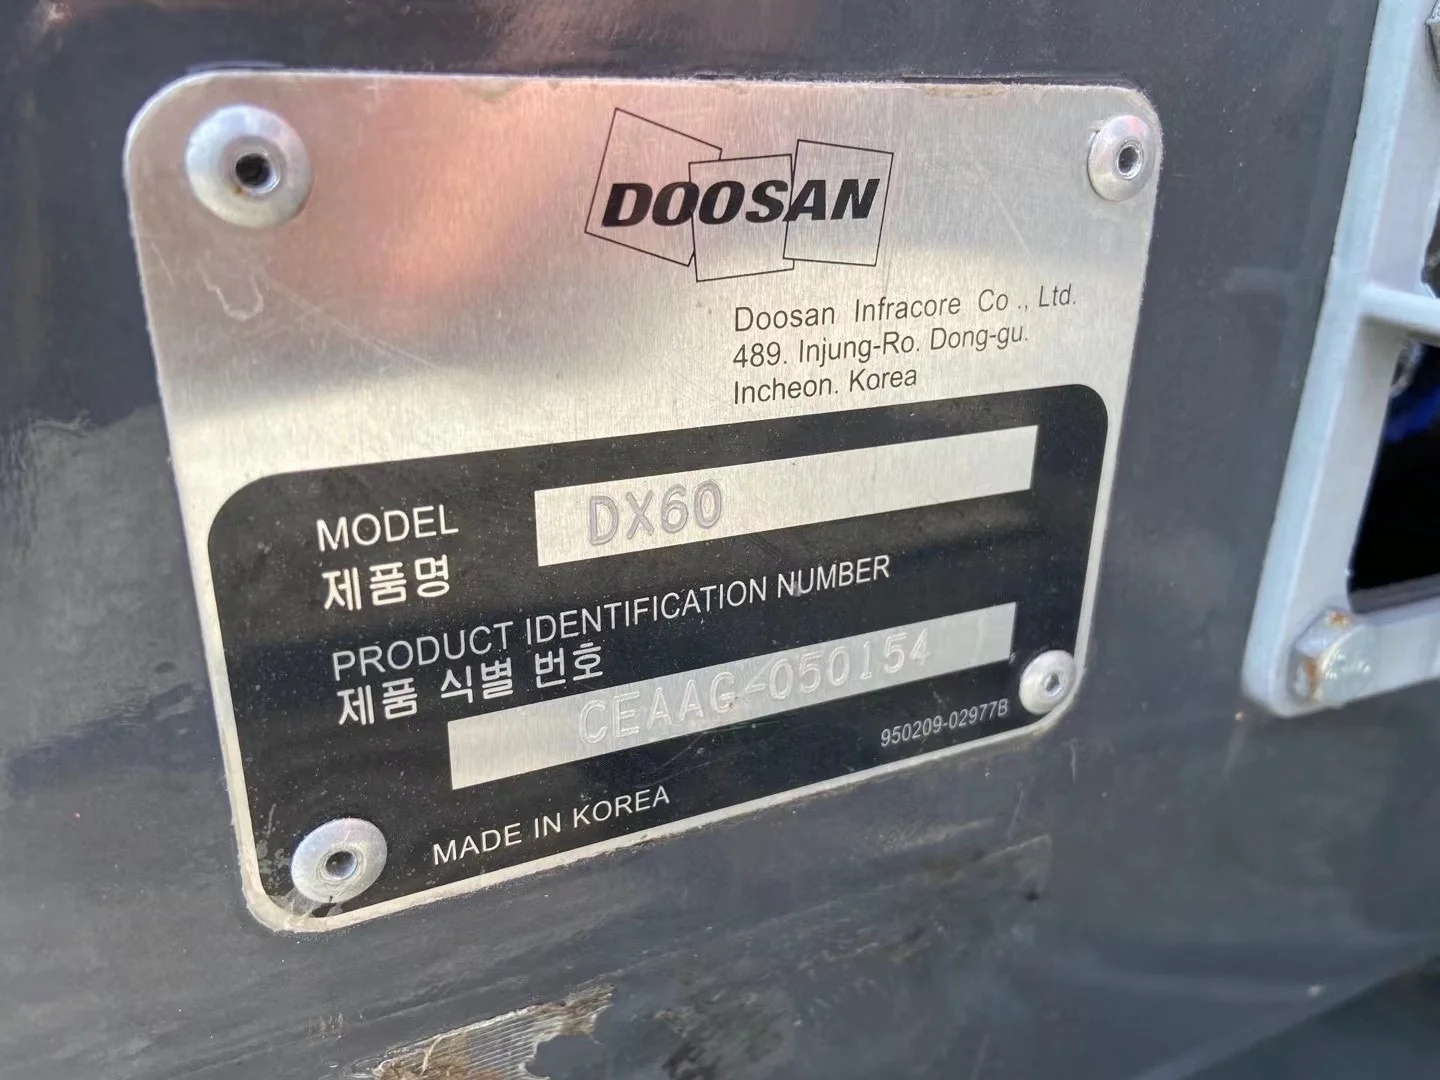 DOOSAN
Doosan Infracore Co ., Ltd.
489. Injung-Ro. Dong-gu.
Incheon. Korea
MODEL DX60
제품명
PRODUCT IDENTIFICATION NUMBER
제품 식별 번호
CEAAG-050154
950209-02977B
MADE IN KOREA